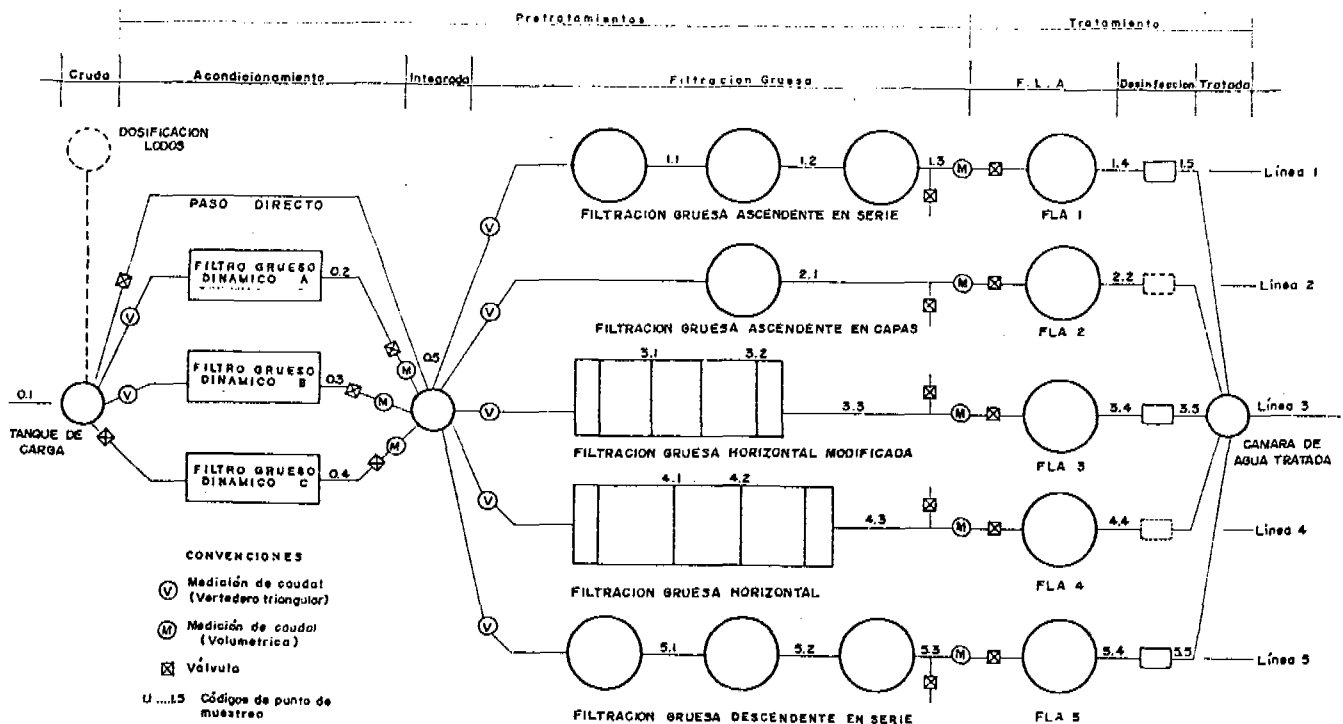 Pretratamientos
Tratamiento
Cruda
Acondicionamiento
Integrada
Filtracion Gruesa
F. L. A
Desinfeccion
Tratada
DOSIFICACION
LODOS
PASO DIRECTO
FILTRO GRUESO
DINAMICO A
0.2
FILTRO GRUESO
DINAMICO B
0.3
FILTRO GRUESO
DINAMICO C
0.4
0.1
TANQUE DE
CARGA
0.5
V
V
V
M
M
M
V
V
V
V
V
1.1
1.2
1.3
M
FILTRACION GRUESA ASCENDENTE EN SERIE
FLA 1
1.4
1.5
Línea 1
2.1
M
FILTRACION GRUESA ASCENDENTE EN CAPAS
FLA 2
2.2
Línea 2
3.1
3.2
3.3
M
FILTRACION GRUESA HORIZONTAL MODIFICADA
FLA 3
3.4
3.5
Línea 3
CAMARA DE
AGUA TRATADA
4.1
4.2
4.3
M
FILTRACION GRUESA HORIZONTAL
FLA 4
4.4
Línea 4
5.1
5.2
5.3
M
FILTRACION GRUESA DESCENDENTE EN SERIE
FLA 5
5.4
5.5
Línea 5
CONVENCIONES
V Medición de caudal
(Vertedero triangular)
M Medición de caudal
(Volumetrica)
Válvula
....1.5 Códigos de punto de
muestreo